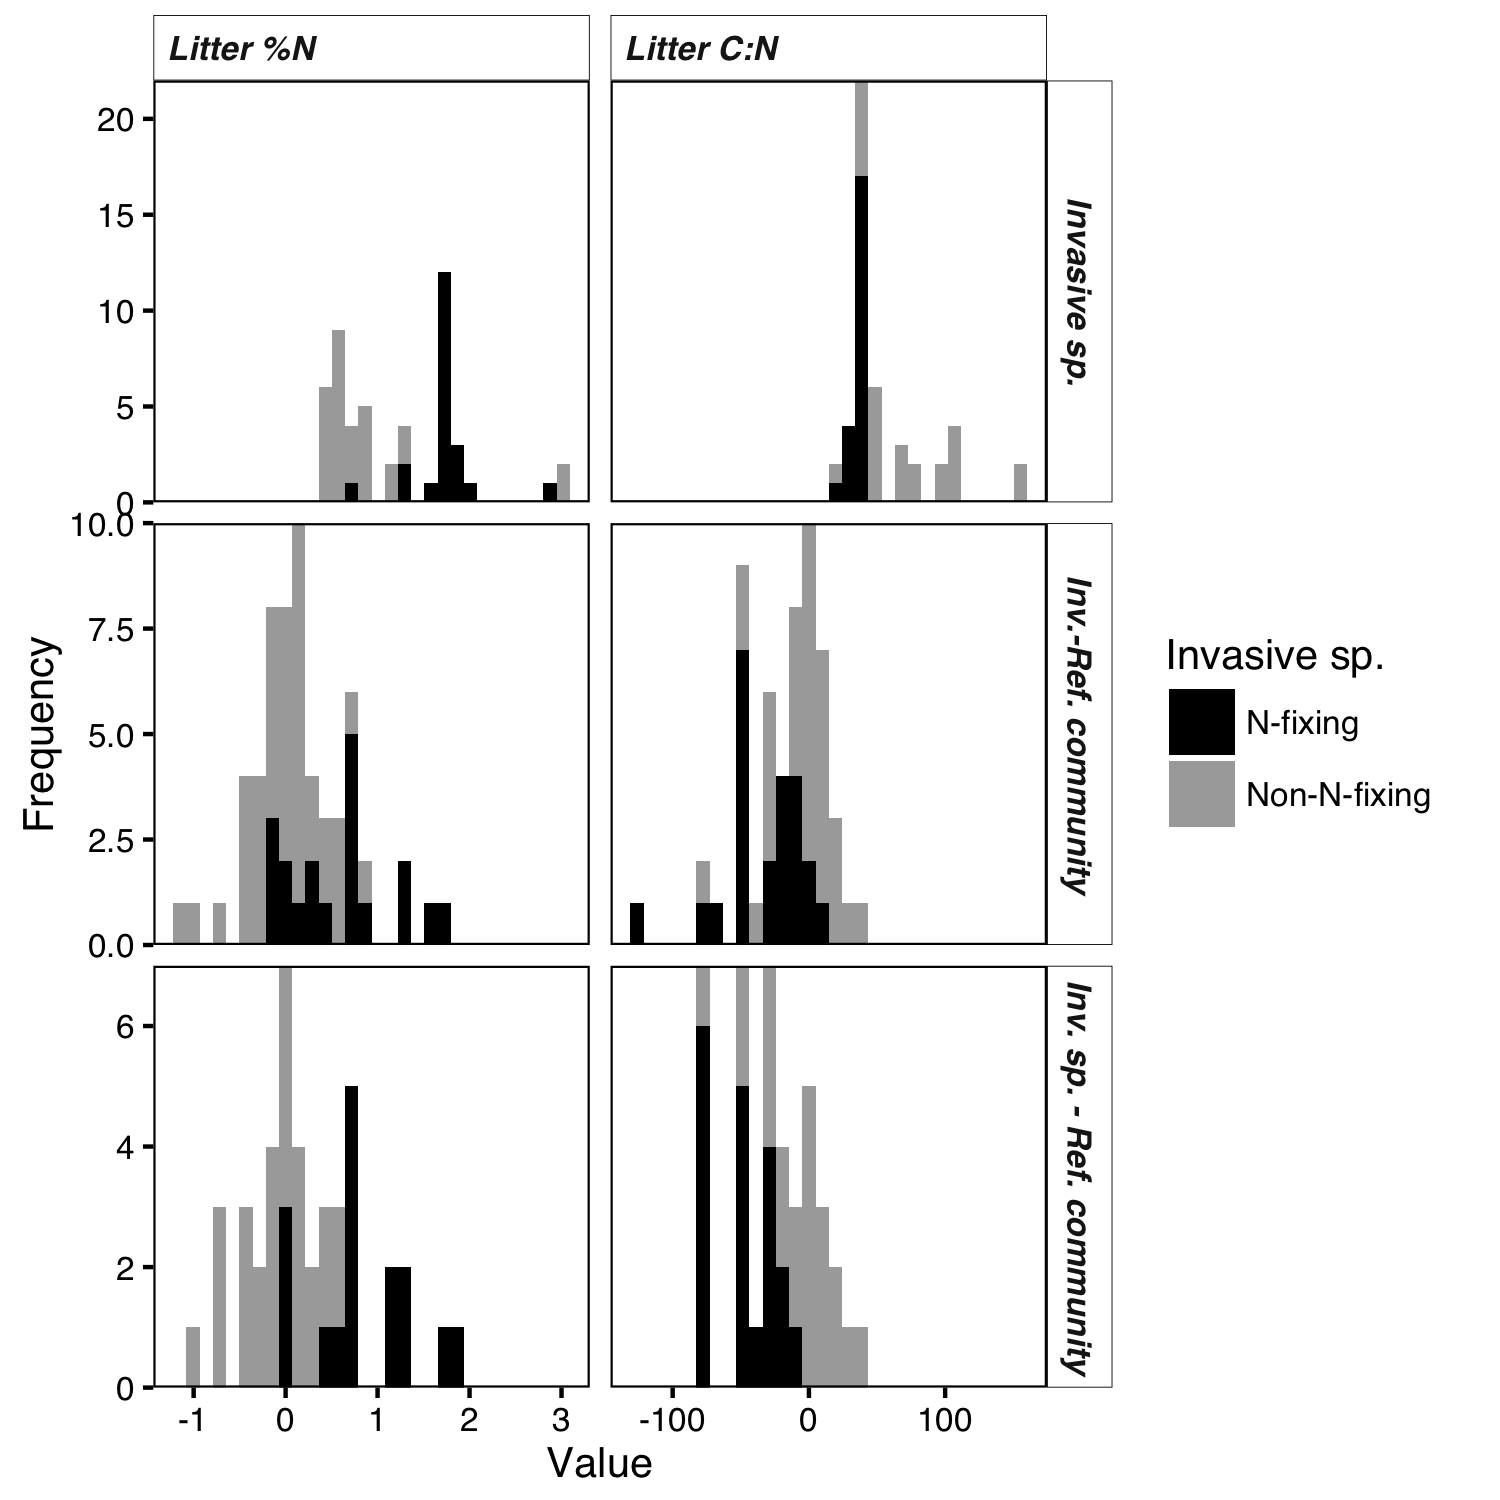 Litter %N
Litter C:N
20
15
10
5
0
Invasive sp.
10.0
7.5
5.0
2.5
0.0
Inv.-Ref. community
6
4
2
0
Inv. sp. - Ref. community
-1 0 1 2 3
-100 0 100
Value
Frequency
Invasive sp.
N-fixing
Non-N-fixing